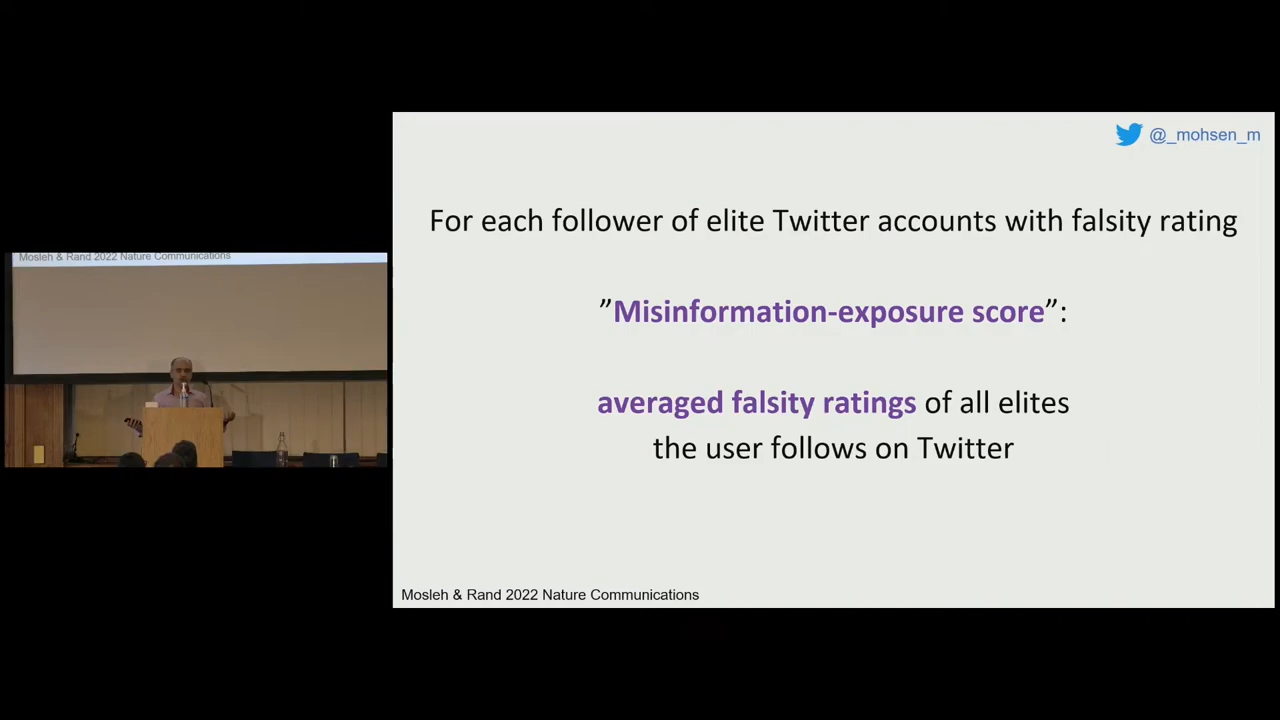 @_mohsen_m
For each follower of elite Twitter accounts with falsity rating
”Misinformation-exposure score”:
averaged falsity ratings of all elites
the user follows on Twitter
Mosleh & Rand 2022 Nature Communications
Mosleh & Rand 2022 Nature Communications